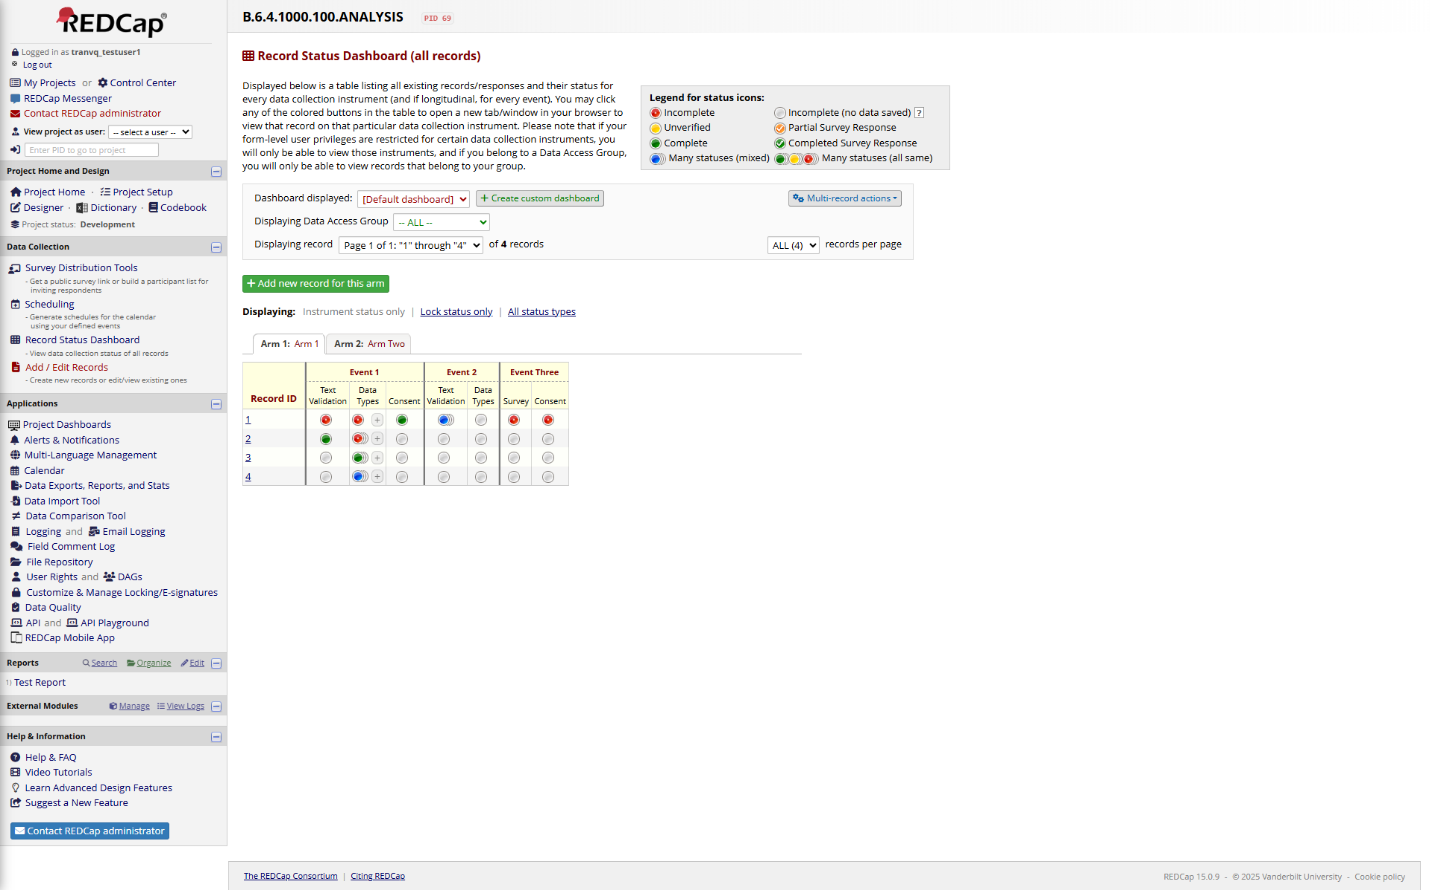 REDCap®
Logged in as tranvq_testuser1
Log out
My Projects or Control Center
REDCap Messenger
Contact REDCap administrator
View project as user: -- select a user --
Enter PID to go to project
Project Home and Design
Project Home · Project Setup
Designer · Dictionary · Codebook
Project status: Development
Data Collection
Survey Distribution Tools
- Get a public survey link or build a participant list for
inviting respondents
Scheduling
- Generate schedules for the calendar
using your defined events
Record Status Dashboard
- View data collection status of all records
Add / Edit Records
- Create new records or edit/view existing ones
Applications
Project Dashboards
Alerts & Notifications
Multi-Language Management
Calendar
Data Exports, Reports, and Stats
Data Import Tool
Data Comparison Tool
Logging and Email Logging
Field Comment Log
File Repository
User Rights and DAGs
Customize & Manage Locking/E-signatures
Data Quality
API and API Playground
REDCap Mobile App
Reports Search Organize Edit
1) Test Report
External Modules Manage View Logs
Help & Information
Help & FAQ
Video Tutorials
Learn Advanced Design Features
Suggest a New Feature
Contact REDCap administrator
B.6.4.1000.100.ANALYSIS PID 69
Record Status Dashboard (all records)
Displayed below is a table listing all existing records/responses and their status for
every data collection instrument (and if longitudinal, for every event). You may click
any of the colored buttons in the table to open a new tab/window in your browser to
view that record on that particular data collection instrument. Please note that if your
form-level user privileges are restricted for certain data collection instruments, you
will only be able to view those instruments, and if you belong to a Data Access Group,
you will only be able to view records that belong to your group.
Legend for status icons:
Incomplete Incomplete (no data saved) ?
Unverified Partial Survey Response
Complete Completed Survey Response
Many statuses (mixed) Many statuses (all same)
Dashboard displayed: [Default dashboard] + Create custom dashboard Multi-record actions
Displaying Data Access Group -- ALL --
Displaying record Page 1 of 1: "1" through "4" of 4 records ALL (4) records per page
+ Add new record for this arm
Displaying: Instrument status only | Lock status only | All status types
Arm 1: Arm 1 Arm 2: Arm Two
Event 1 Event 2 Event Three
Record ID Text Validation Data Types Consent Text Validation Data Types Survey Consent
1 +
2 +
3 +
4 +
The REDCap Consortium | Citing REDCap
REDCap 15.0.9 - © 2025 Vanderbilt University - Cookie policy